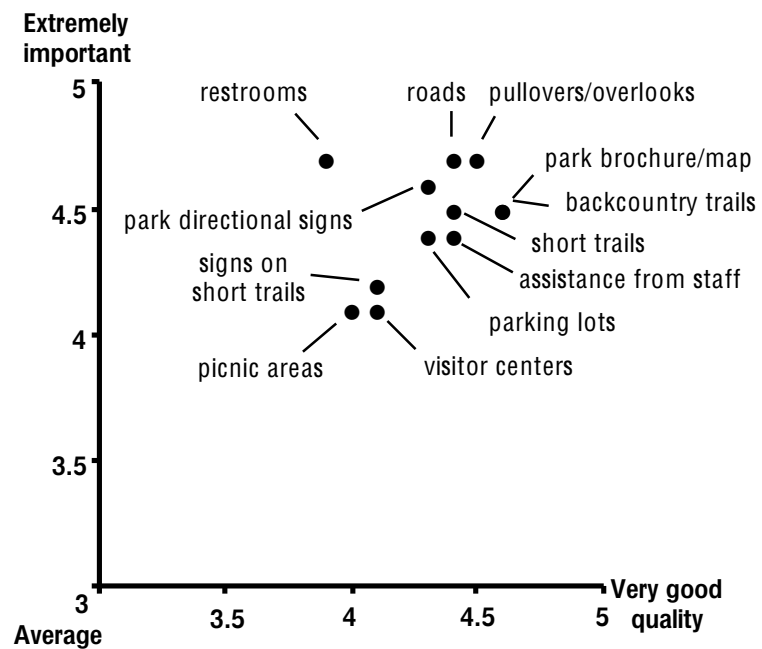 Extremely
important
5
restrooms
roads
pullovers/overlooks
park brochure/map
4.5
backcountry trails
park directional signs
short trails
signs on
short trails
assistance from staff
parking lots
4
picnic areas
visitor centers
3.5
3
Average
3.5
4
4.5
5
Very good
quality